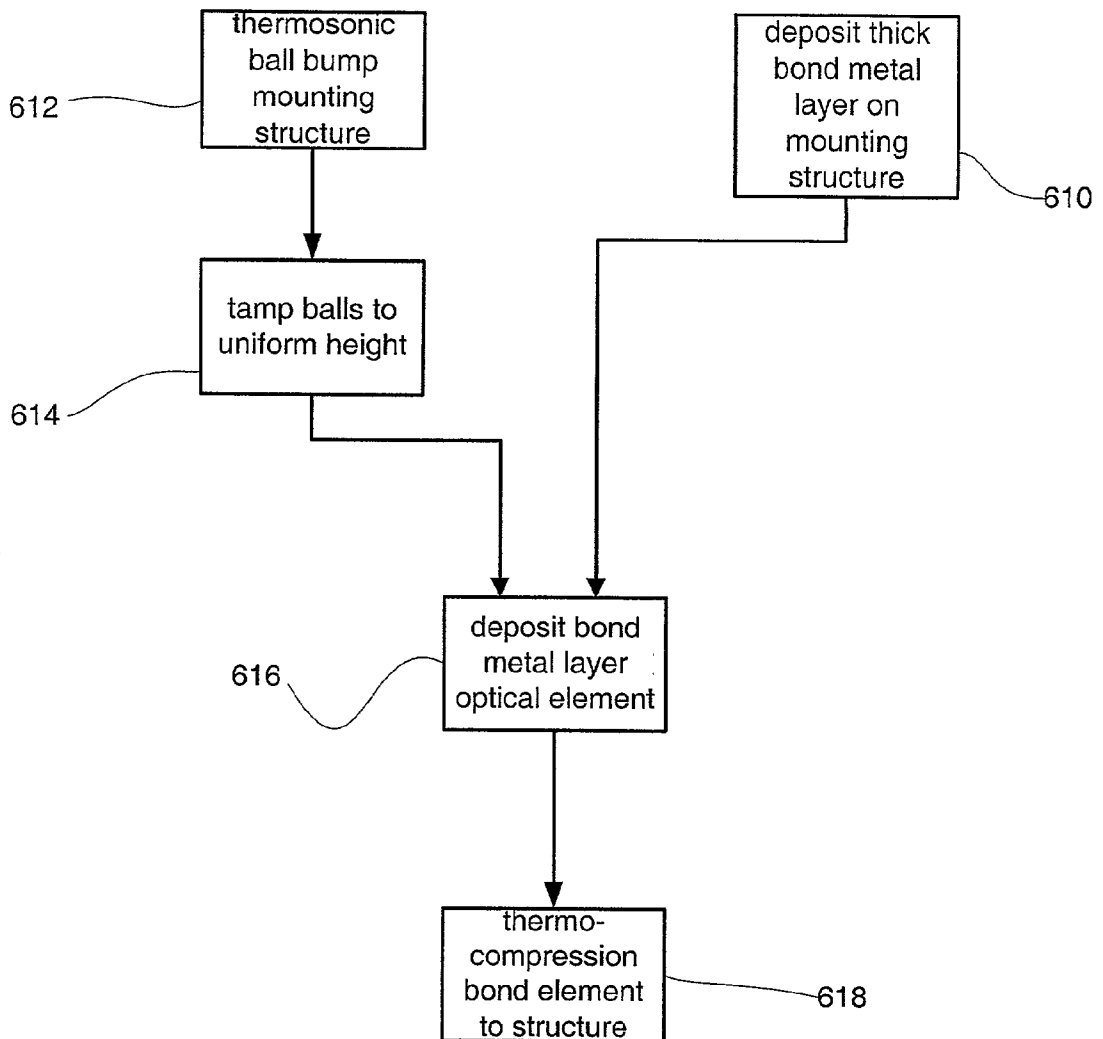 thermosonic
ball bump
mounting
structure
612
deposit thick
bond metal
layer on
mounting
structure
610
tamp balls to
uniform height
614
deposit bond
metal layer
optical element
616
thermo-
compression
bond element
to structure
618